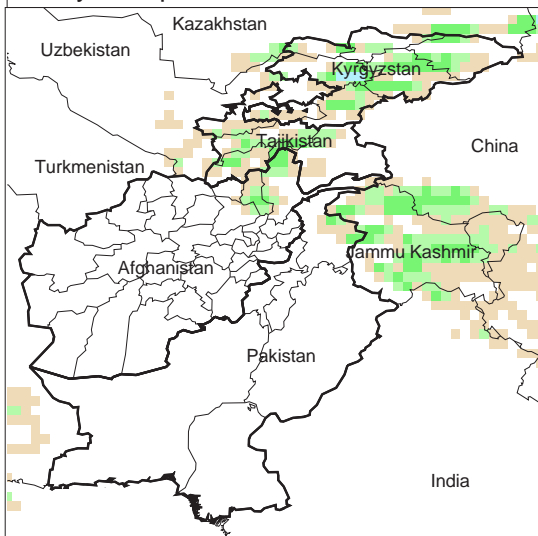 Kazakhstan
Uzbekistan
Kyrgyzstan
Tajikistan
China
Turkmenistan
Jammu Kashmir
Afghanistan
Pakistan
India